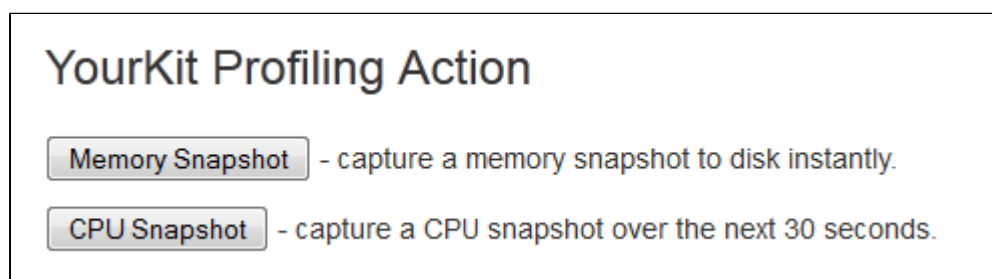 YourKit Profiling Action
Memory Snapshot - capture a memory snapshot to disk instantly.
CPU Snapshot - capture a CPU snapshot over the next 30 seconds.